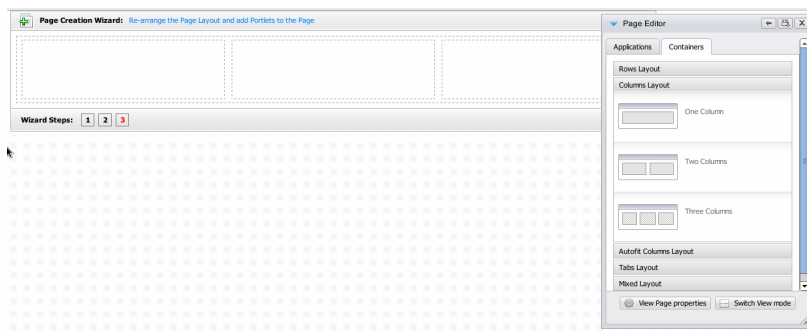 Page Creation Wizard: Re-arrange the Page Layout and add Portlets to the Page
Wizard Steps: 1 2 3
Page Editor
Applications Containers
Rows Layout
Columns Layout
One Column
Two Columns
Three Columns
Autofit Columns Layout
Tabs Layout
Mixed Layout
View Page properties Switch View mode